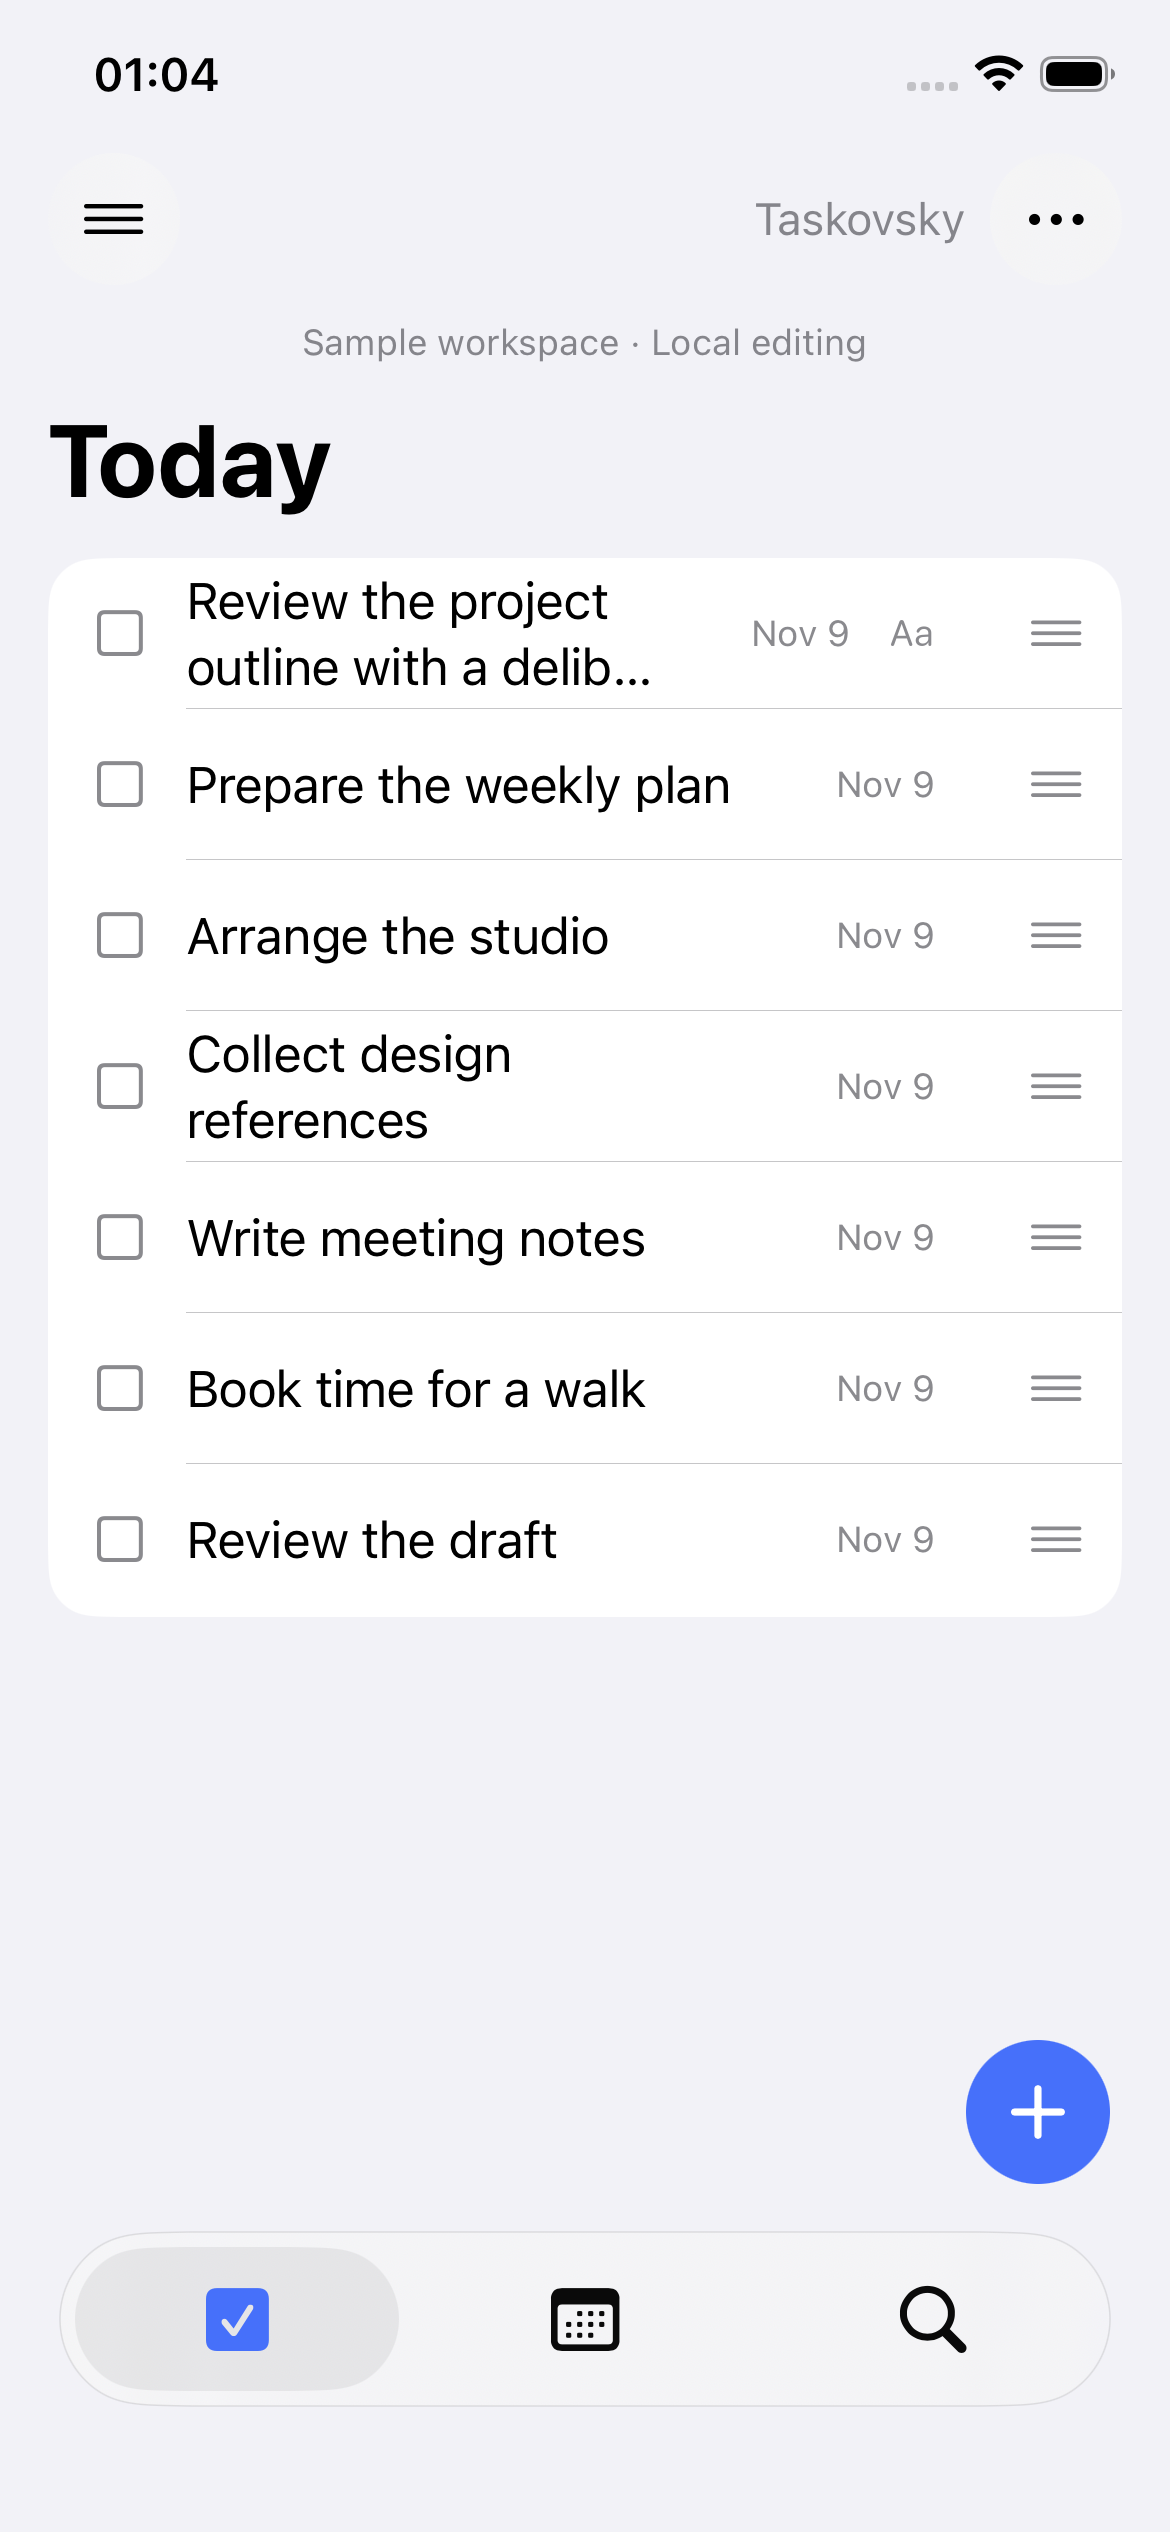 01:04
Taskovsky
Sample workspace · Local editing
Today
Review the project
outline with a delib...
Nov 9 Aa
Prepare the weekly plan Nov 9
Arrange the studio Nov 9
Collect design
references
Nov 9
Write meeting notes Nov 9
Book time for a walk Nov 9
Review the draft Nov 9